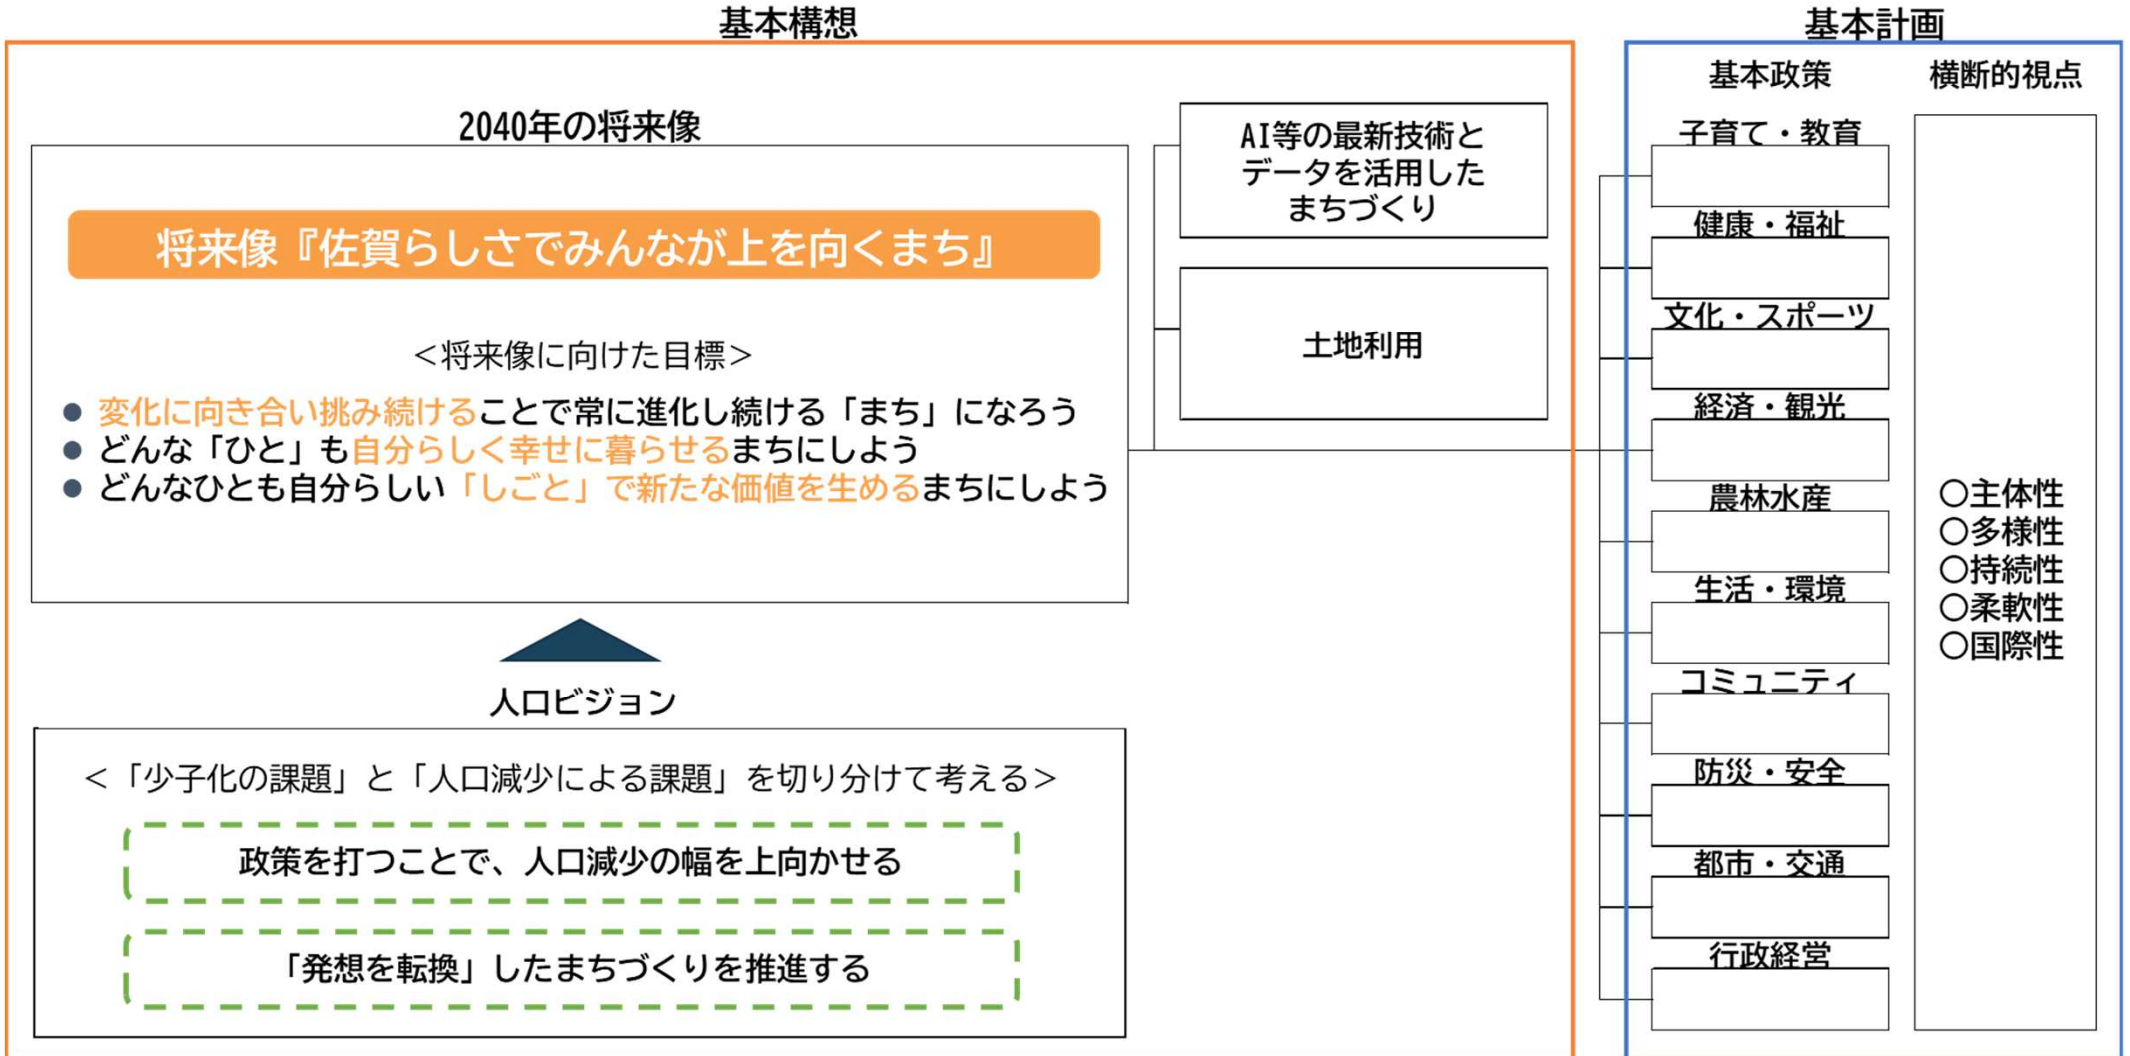 基本構想
2040年の将来像
将来像『佐賀らしさでみんなが上を向くまち』
＜将来像に向けた目標＞
● 変化に向き合い挑み続けることで常に進化し続ける「まち」になろう
● どんな「ひと」も自分らしく幸せに暮らせるまちにしよう
● どんなひとも自分らしい「しごと」で新たな価値を生めるまちにしよう
人口ビジョン
＜「少子化の課題」と「人口減少による課題」を切り分けて考える＞
政策を打つことで、人口減少の幅を上向かせる
「発想を転換」したまちづくりを推進する
AI等の最新技術と
データを活用した
まちづくり
土地利用
基本計画
基本政策
子育て・教育
健康・福祉
文化・スポーツ
経済・観光
農林水産
生活・環境
コミュニティ
防災・安全
都市・交通
行政経営
横断的視点
○主体性
○多様性
○持続性
○柔軟性
○国際性